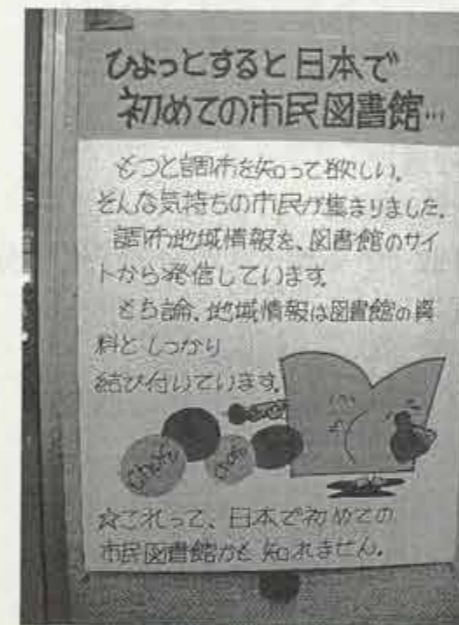 ひょっとすると日本で
初めての市民図書館…
もっと調布を知って欲しい。
そんな気持ちの市民が集まりました。
調布地域情報を、図書館のサイ
トから発信しています。
もち論、地域情報は図書館の資
料としっかり
結び付いています。
chofu
chofu
☆これって、日本で初めての
市民図書館かも知れません。